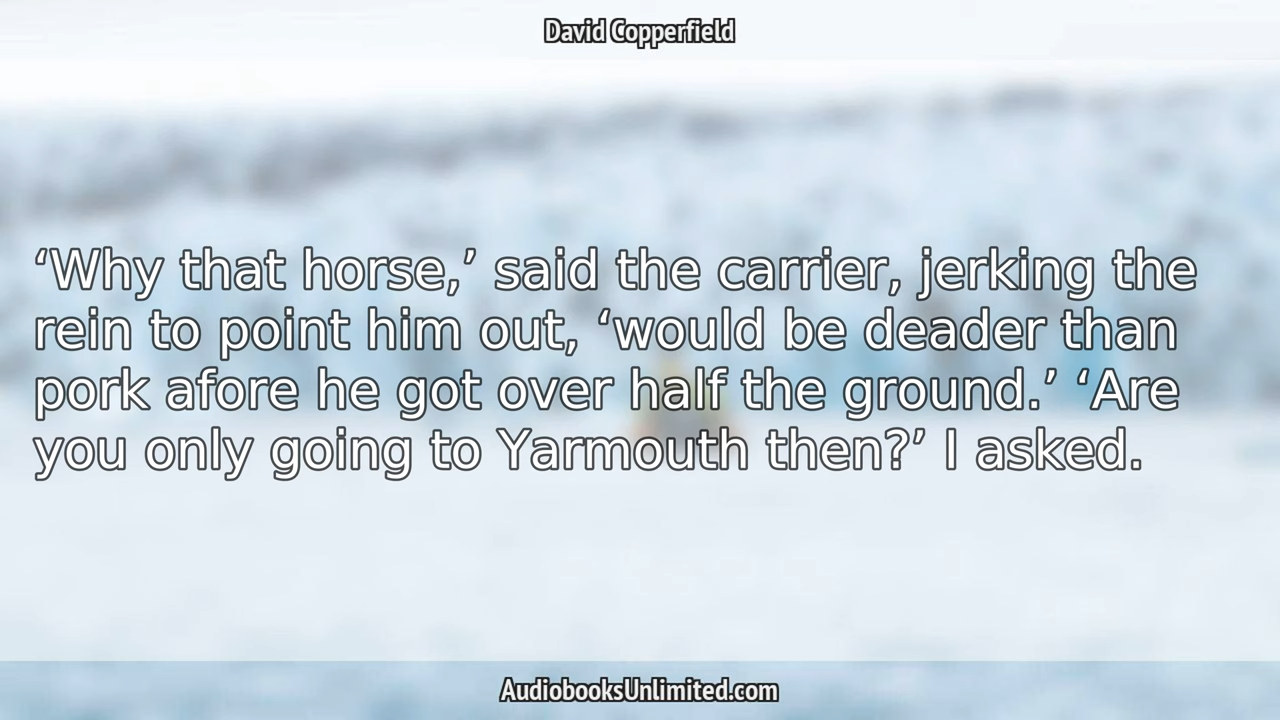 David Copperfield
‘Why that horse,’ said the carrier, jerking the
rein to point him out, ‘would be deader than
pork afore he got over half the ground.’ ‘Are
you only going to Yarmouth then?’ I asked.
AudiobooksUnlimited.com